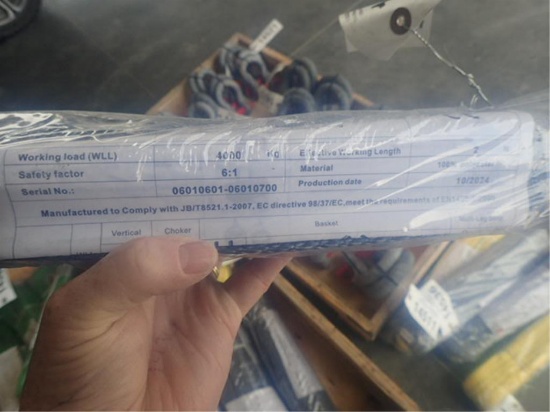 Working load (WLL) 4000 Effective Working Length 2
Safety factor 6:1 Material 100%
Serial No.: 06010601-06010700 Production date 10/2024
Manufactured to Comply with JB/T8521.1-2007, EC directive 98/37/EC,meet the requirements of
Vertical Choker Basket